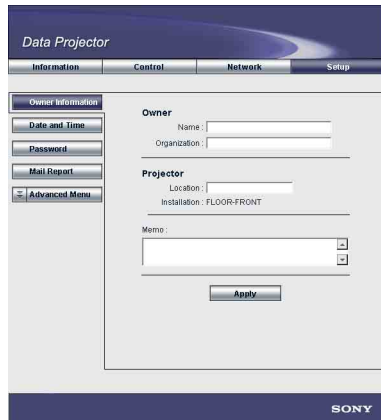 Data Projector
Information Control Network Setup
Owner Information
Date and Time
Password
Mail Report
Advanced Menu
Owner
Name :
Organization :
Projector
Location :
Installation : FLOOR-FRONT
Memo :
Apply
SONY